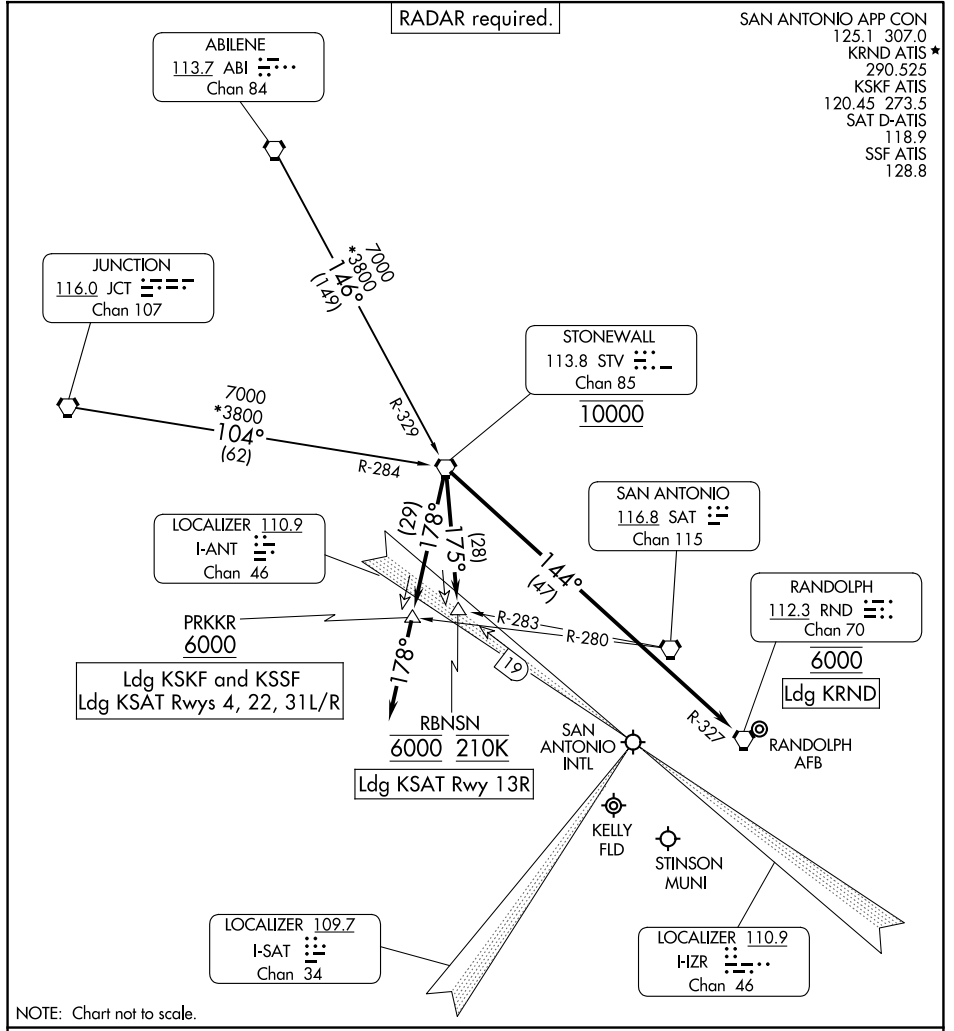 RADAR required.
SAN ANTONIO APP CON
125.1 307.0
KRND ATIS ★
290.525
KSKF ATIS
120.45 273.5
SAT D-ATIS
118.9
SSF ATIS
128.8
ABILENE
113.7 ABI
Chan 84
7000
*3800
146°
(149)
JUNCTION
116.0 JCT
Chan 107
STONEWALL
113.8 STV
Chan 85
10000
7000
*3800
104°
(62)
R-329
R-284
SAN ANTONIO
116.8 SAT
Chan 115
LOCALIZER 110.9
I-ANT
Chan 46
(29)
178°
(28)
175°
144°
(47)
RANDOLPH
112.3 RND
Chan 70
6000
Ldg KRND
R-283
R-280
PRKKR
6000
Ldg KSKF and KSSF
Ldg KSAT Rwys 4, 22, 31L/R
178°
19
RBNSN
6000 210K
Ldg KSAT Rwy 13R
R-327
SAN
ANTONIO
INTL
RANDOLPH
AFB
KELLY
FLD
STINSON
MUNI
LOCALIZER 109.7
I-SAT
Chan 34
LOCALIZER 110.9
I-IZR
Chan 46
NOTE: Chart not to scale.